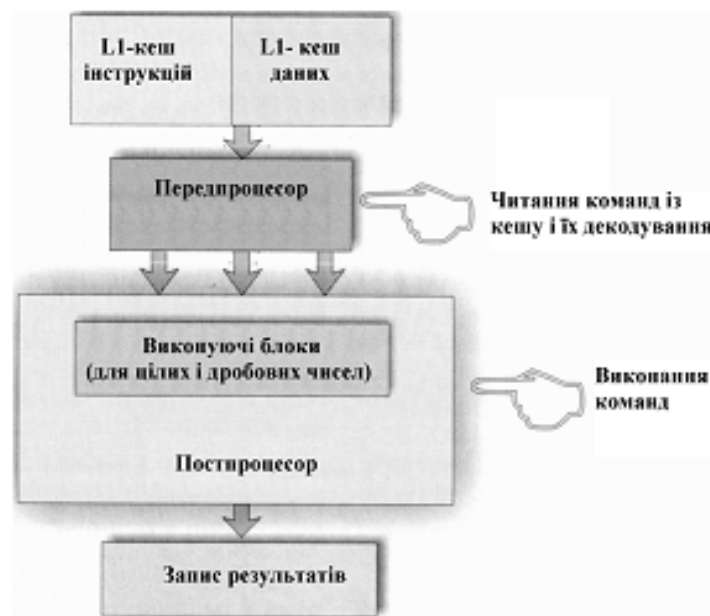 L1-кеш
інструкцій
L1- кеш
даних
Передпроцесор
Читання команд із
кешу і їх декодування
Виконуючі блоки
(для цілих і дробових чисел)
Виконання
команд
Постпроцесор
Запис результатів